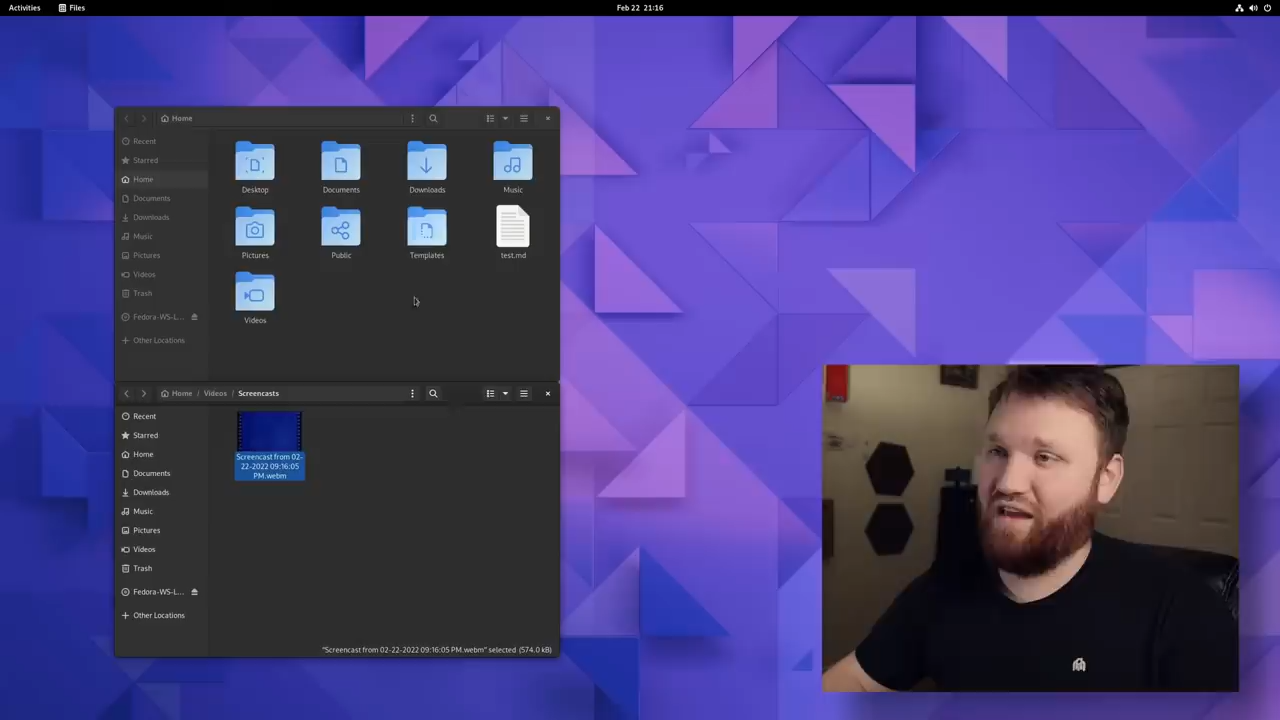 Activities
Files
Feb 22 21:16
Home
Recent
Starred
Home
Documents
Downloads
Music
Pictures
Videos
Trash
Fedora-WS-L...
Other Locations
Desktop
Documents
Downloads
Music
Pictures
Public
Templates
test.md
Videos
Home / Videos / Screencasts
Recent
Starred
Home
Documents
Downloads
Music
Pictures
Videos
Trash
Fedora-WS-L...
Other Locations
Screencast from 02-
22-2022 09:16:05
PM.webm
"Screencast from 02-22-2022 09:16:05 PM.webm" selected (574.0 kB)